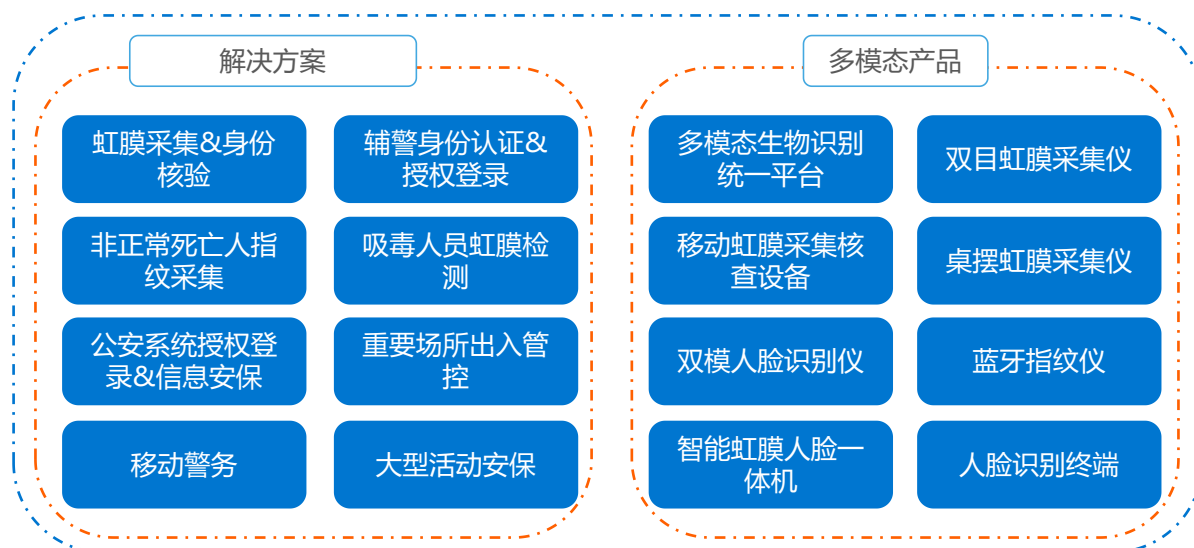 解决方案
虹膜采集&身份
核验
辅警身份认证&
授权登录
非正常死亡人指
纹采集
吸毒人员虹膜检
测
公安系统授权登
录&信息安保
重要场所出入管
控
移动警务
大型活动安保
多模态产品
多模态生物识别
统一平台
双目虹膜采集仪
移动虹膜采集核
查设备
桌摆虹膜采集仪
双模人脸识别仪
蓝牙指纹仪
智能虹膜人脸一
体机
人脸识别终端